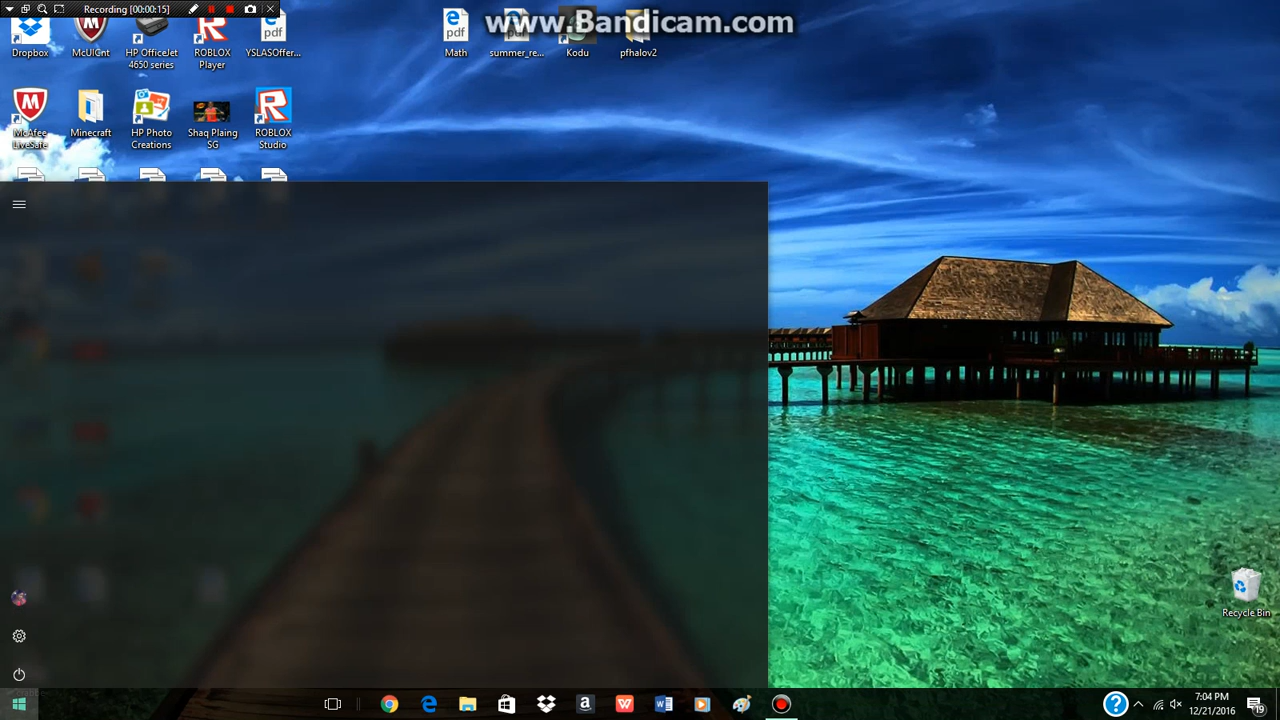 Recording [00:00:15]
www.Bandicam.com
Dropbox
McUICnt
HP OfficeJet
4650 series
ROBLOX
Player
YSLASOffer...
Math
summer_re...
Kodu
pfhalov2
McAfee
LiveSafe
Minecraft
HP Photo
Creations
Shaq Plaing
SG
ROBLOX
Studio
Recycle Bin
7:04 PM
12/21/2016
19